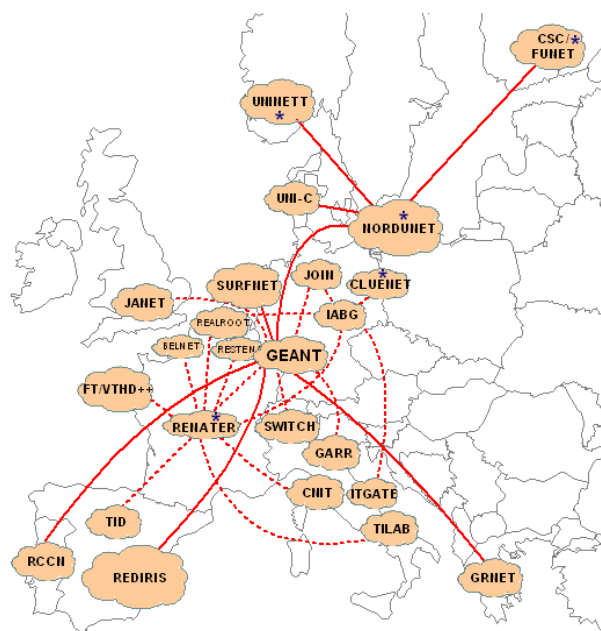 CSC/*
FUNET
UNINETT
*
UNI-C
*
NORDUNET
JOIN
*
CLUENET
SURFNET
JANET
REALROOT
IABG
BELNET
RESTENA
GEANT
FT/VTHD++
*
RENATER
SWITCH
GARR
CNIT
ITGATE
TID
TILAB
RCCN
REDIRIS
GRNET